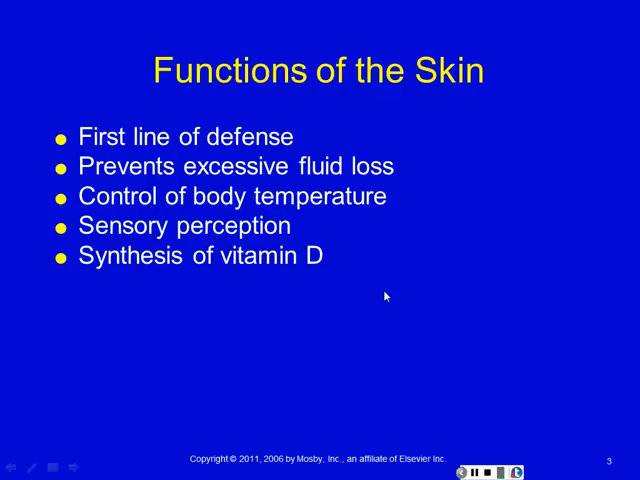 Functions of the Skin
First line of defense
Prevents excessive fluid loss
Control of body temperature
Sensory perception
Synthesis of vitamin D
Copyright © 2011, 2006 by Mosby, Inc., an affiliate of Elsevier Inc.
3